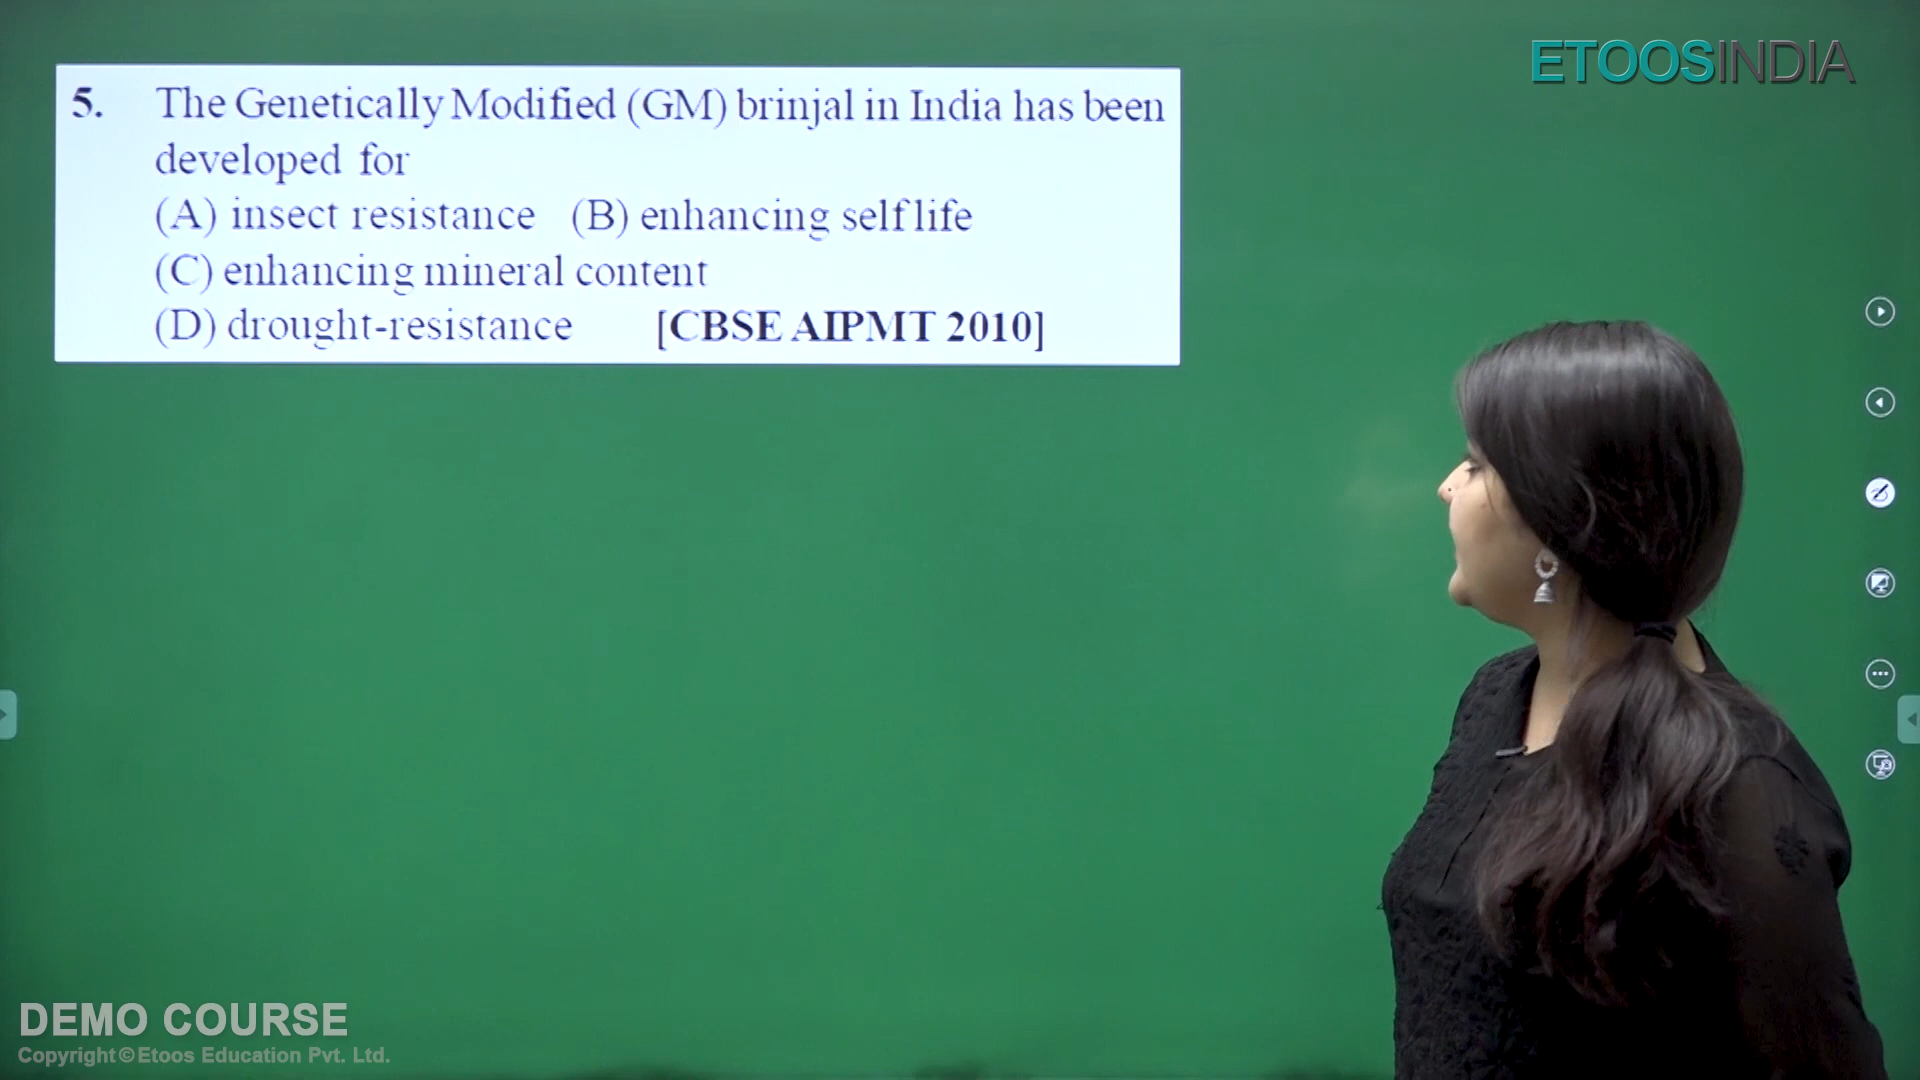 ETOOSINDIA
5. The Genetically Modified (GM) brinjal in India has been
developed for
(A) insect resistance (B) enhancing self life
(C) enhancing mineral content
(D) drought-resistance [CBSE AIPMT 2010]
DEMO COURSE
Copyright © Etoos Education Pvt. Ltd.